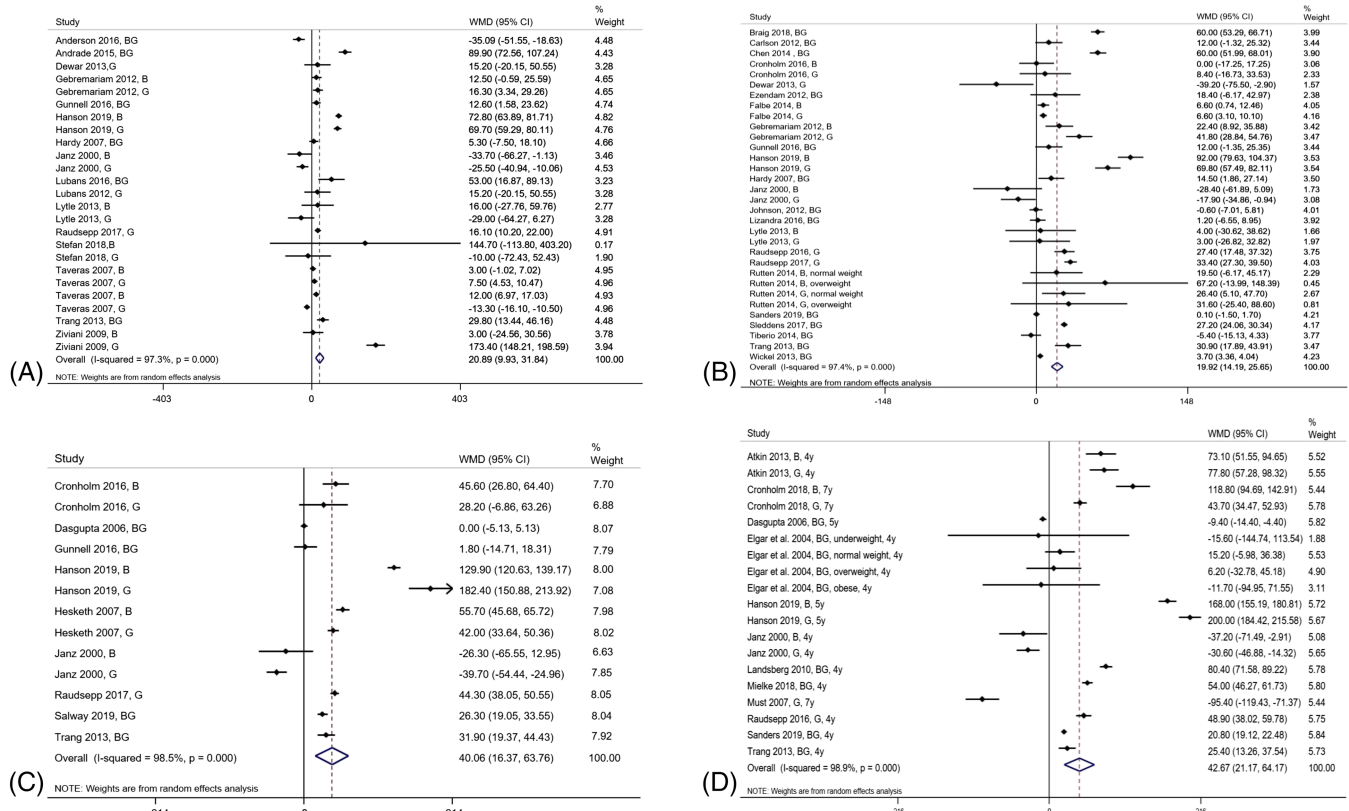 (A)
%
Study WMD (95% CI) Weight
Anderson 2016, BG -35.09 (-51.55, -18.63) 4.48
Andrade 2015, BG 89.90 (72.56, 107.24) 4.43
Dewar 2013,G 15.20 (-20.15, 50.55) 3.28
Gebremariam 2012, B 12.50 (-0.59, 25.59) 4.65
Gebremariam 2012, G 16.30 (3.34, 29.26) 4.65
Gunnell 2016, BG 12.60 (1.58, 23.62) 4.74
Hanson 2019, B 72.80 (63.89, 81.71) 4.82
Hanson 2019, G 69.70 (59.29, 80.11) 4.76
Hardy 2007, BG 5.30 (-7.50, 18.10) 4.66
Janz 2000, B -33.70 (-66.27, -1.13) 3.46
Janz 2000, G -25.50 (-40.94, -10.06) 4.53
Lubans 2016, BG 53.00 (16.87, 89.13) 3.23
Lubans 2012, G 15.20 (-20.15, 50.55) 3.28
Lytle 2013, B 16.00 (-27.76, 59.76) 2.77
Lytle 2013, G -29.00 (-64.27, 6.27) 3.28
Raudsepp 2017, G 16.10 (10.20, 22.00) 4.91
Stefan 2018,B 144.70 (-113.80, 403.20) 0.17
Stefan 2018, G -10.00 (-72.43, 52.43) 1.90
Taveras 2007, B 3.00 (-1.02, 7.02) 4.95
Taveras 2007, G 7.50 (4.53, 10.47) 4.96
Taveras 2007, B 12.00 (6.97, 17.03) 4.93
Taveras 2007, G -13.30 (-16.10, -10.50) 4.96
Trang 2013, BG 29.80 (13.44, 46.16) 4.48
Ziviani 2009, B 3.00 (-24.56, 30.56) 3.78
Ziviani 2009, G 173.40 (148.21, 198.59) 3.94
Overall (I-squared = 97.3%, p = 0.000) 20.89 (9.93, 31.84) 100.00
NOTE: Weights are from random effects analysis
-403 0 403
(B)
%
Study WMD (95% CI) Weight
Braig 2018, BG 60.00 (53.29, 66.71) 3.99
Carlson 2012, BG 12.00 (-1.32, 25.32) 3.44
Chen 2014 , BG 60.00 (51.99, 68.01) 3.90
Cronholm 2016, B 0.00 (-17.25, 17.25) 3.06
Cronholm 2016, G 8.40 (-16.73, 33.53) 2.33
Dewar 2013, G -39.20 (-75.50, -2.90) 1.57
Ezendam 2012, BG 18.40 (-6.17, 42.97) 2.38
Falbe 2014, B 6.60 (0.74, 12.46) 4.05
Falbe 2014, G 6.60 (3.10, 10.10) 4.16
Gebremariam 2012, B 22.40 (8.92, 35.88) 3.42
Gebremariam 2012, G 41.80 (28.84, 54.76) 3.47
Gunnell 2016, BG 12.00 (-1.35, 25.35) 3.44
Hanson 2019, B 92.00 (79.63, 104.37) 3.53
Hanson 2019, G 69.80 (57.49, 82.11) 3.54
Hardy 2007, BG 14.50 (1.86, 27.14) 3.50
Janz 2000, B -28.40 (-61.89, 5.09) 1.73
Janz 2000, G -17.90 (-34.86, -0.94) 3.08
Johnson, 2012, BG -0.60 (-7.01, 5.81) 4.01
Lizandra 2016, BG 1.20 (-6.55, 8.95) 3.92
Lytle 2013, B 4.00 (-30.62, 38.62) 1.66
Lytle 2013, G 3.00 (-26.82, 32.82) 1.97
Raudsepp 2016, G 27.40 (17.48, 37.32) 3.75
Raudsepp 2017, G 33.40 (27.30, 39.50) 4.03
Rutten 2014, B, normal weight 19.50 (-6.17, 45.17) 2.29
Rutten 2014, B, overweight 67.20 (-13.99, 148.39) 0.45
Rutten 2014, G, normal weight 26.40 (5.10, 47.70) 2.67
Rutten 2014, G, overweight 31.60 (-25.40, 88.60) 0.81
Sanders 2019, BG 0.10 (-1.50, 1.70) 4.21
Sleddens 2017, BG 27.20 (24.06, 30.34) 4.17
Tiberio 2014, BG -5.40 (-15.13, 4.33) 3.77
Trang 2013, BG 30.90 (17.89, 43.91) 3.47
Wickel 2013, BG 3.70 (3.36, 4.04) 4.23
Overall (I-squared = 97.4%, p = 0.000) 19.92 (14.19, 25.65) 100.00
NOTE: Weights are from random effects analysis
-148 0 148
(C)
%
Study WMD (95% CI) Weight
Cronholm 2016, B 45.60 (26.80, 64.40) 7.70
Cronholm 2016, G 28.20 (-6.86, 63.26) 6.88
Dasgupta 2006, BG 0.00 (-5.13, 5.13) 8.07
Gunnell 2016, BG 1.80 (-14.71, 18.31) 7.79
Hanson 2019, B 129.90 (120.63, 139.17) 8.00
Hanson 2019, G 182.40 (150.88, 213.92) 7.08
Hesketh 2007, B 55.70 (45.68, 65.72) 7.98
Hesketh 2007, G 42.00 (33.64, 50.36) 8.02
Janz 2000, B -26.30 (-65.55, 12.95) 6.63
Janz 2000, G -39.70 (-54.44, -24.96) 7.85
Raudsepp 2017, G 44.30 (38.05, 50.55) 8.05
Salway 2019, BG 26.30 (19.05, 33.55) 8.04
Trang 2013, BG 31.90 (19.37, 44.43) 7.92
Overall (I-squared = 98.5%, p = 0.000) 40.06 (16.37, 63.76) 100.00
NOTE: Weights are from random effects analysis
(D)
%
Study WMD (95% CI) Weight
Atkin 2013, B, 4y 73.10 (51.55, 94.65) 5.52
Atkin 2013, G, 4y 77.80 (57.28, 98.32) 5.55
Cronholm 2018, B, 7y 118.80 (94.69, 142.91) 5.44
Cronholm 2018, G, 7y 43.70 (34.47, 52.93) 5.78
Dasgupta 2006, BG, 5y -9.40 (-14.40, -4.40) 5.82
Elgar et al. 2004, BG, underweight, 4y -15.60 (-144.74, 113.54) 1.88
Elgar et al. 2004, BG, normal weight, 4y 15.20 (-5.98, 36.38) 5.53
Elgar et al. 2004, BG, overweight, 4y 6.20 (-32.78, 45.18) 4.90
Elgar et al. 2004, BG, obese, 4y -11.70 (-94.95, 71.55) 3.11
Hanson 2019, B, 5y 168.00 (155.19, 180.81) 5.72
Hanson 2019, G, 5y 200.00 (184.42, 215.58) 5.67
Janz 2000, B, 4y -37.20 (-71.49, -2.91) 5.08
Janz 2000, G, 4y -30.60 (-46.88, -14.32) 5.65
Landsberg 2010, BG, 4y 80.40 (71.58, 89.22) 5.78
Mielke 2018, BG, 4y 54.00 (46.27, 61.73) 5.80
Must 2007, G, 7y -95.40 (-119.43, -71.37) 5.44
Raudsepp 2016, G, 4y 48.90 (38.02, 59.78) 5.75
Sanders 2019, BG, 4y 20.80 (19.12, 22.48) 5.84
Trang 2013, BG, 4y 25.40 (13.26, 37.54) 5.73
Overall (I-squared = 98.9%, p = 0.000) 42.67 (21.17, 64.17) 100.00
NOTE: Weights are from random effects analysis